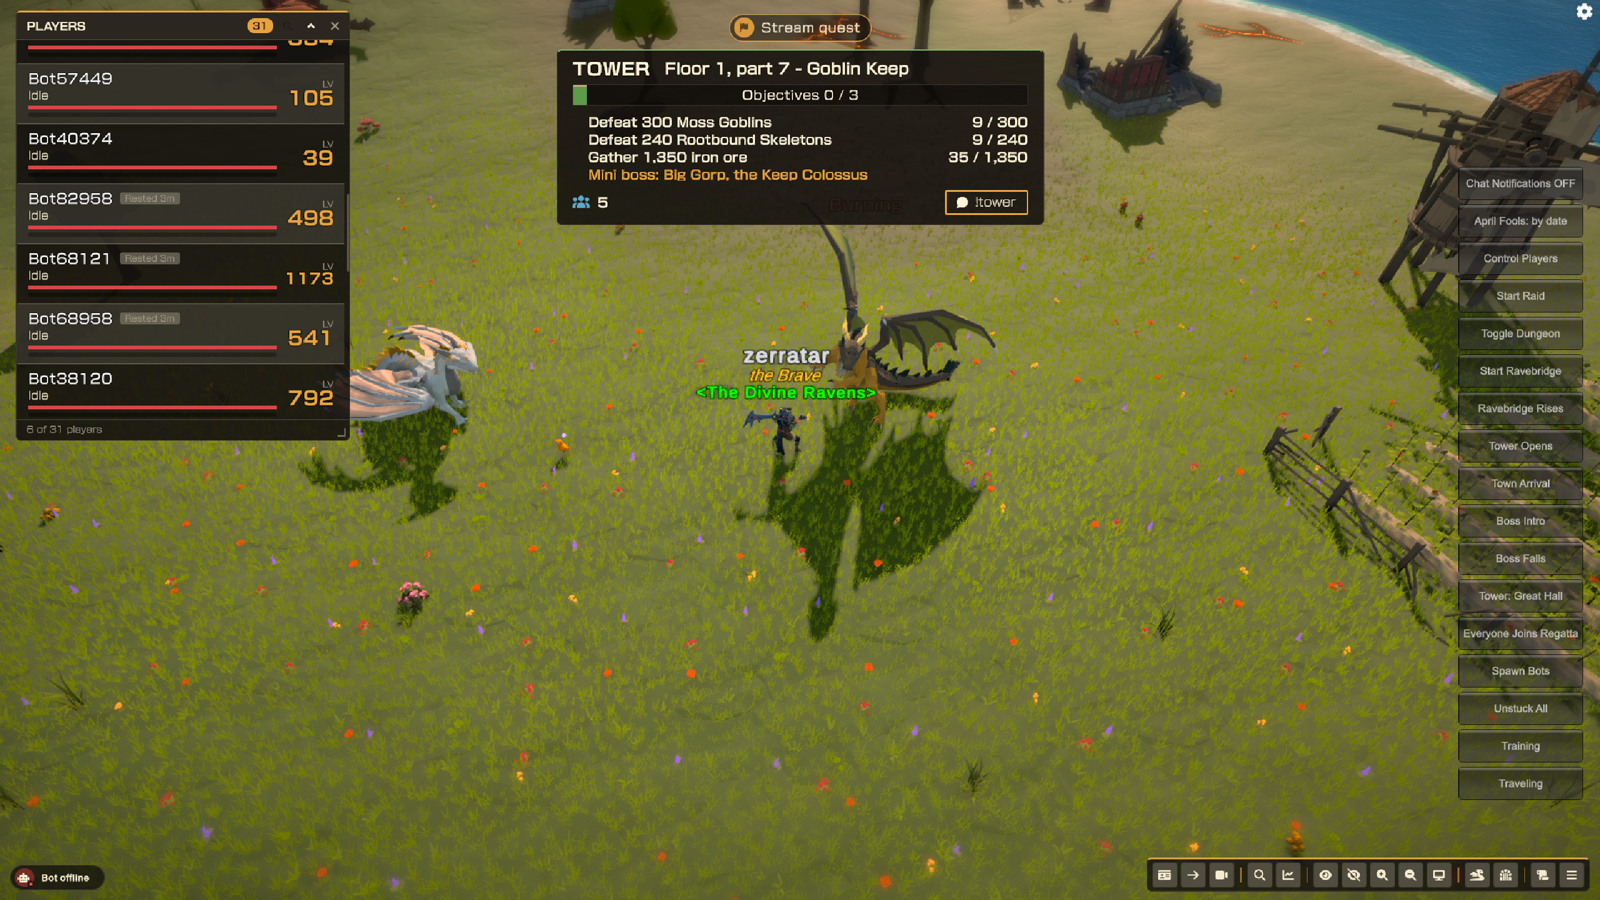 PLAYERS
31
Bot57449
Idle
LV
105
Bot40374
Idle
LV
39
Bot82958 Rested 3m
Idle
LV
498
Bot68121 Rested 3m
Idle
LV
1173
Bot68958 Rested 3m
Idle
LV
541
Bot38120
Idle
LV
792
6 of 31 players
Stream quest
TOWER Floor 1, part 7 - Goblin Keep
Objectives 0 / 3
Defeat 300 Moss Goblins 9 / 300
Defeat 240 Rootbound Skeletons 9 / 240
Gather 1,350 iron ore 35 / 1,350
Mini boss: Big Gorp, the Keep Colossus
5
!tower
Burning
zerratar
the Brave
<The Divine Ravens>
Chat Notifications OFF
April Fools: by date
Control Players
Start Raid
Toggle Dungeon
Start Ravebridge
Ravebridge Rises
Tower Opens
Town Arrival
Boss Intro
Boss Falls
Tower: Great Hall
Everyone Joins Regatta
Spawn Bots
Unstuck All
Training
Traveling
Bot offline